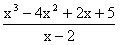 x³ − 4x² + 2x + 5
x − 2